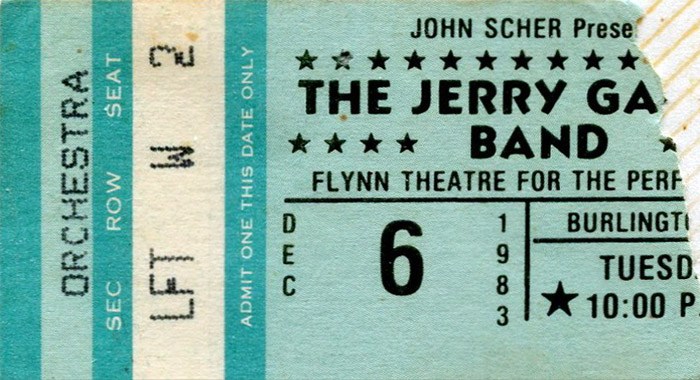 ORCHESTRA
SEC ROW SEAT
LFT W 2
ADMIT ONE THIS DATE ONLY
JOHN SCHER Prese
THE JERRY GA
BAND
FLYNN THEATRE FOR THE PERF
DEC 6 1983
BURLINGT
TUESD
10:00 P